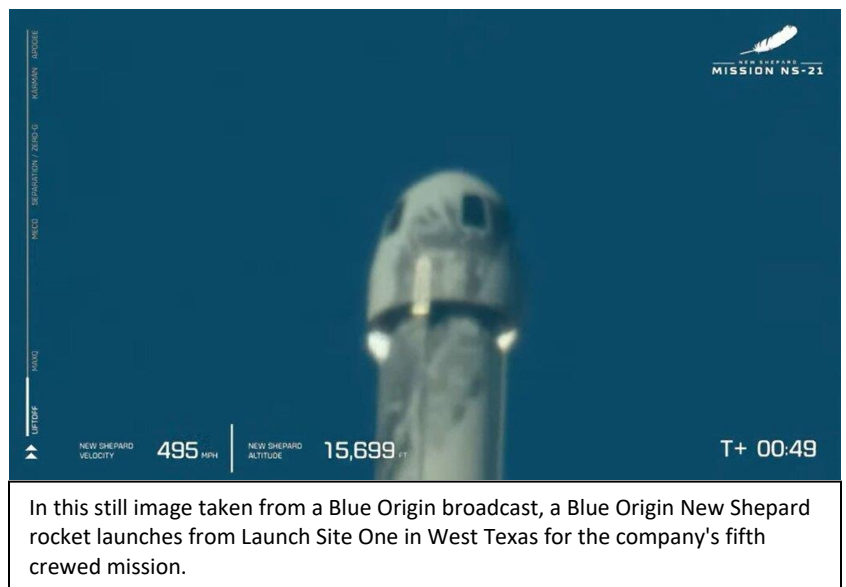 NEW SHEPARD
MISSION NS-21
APOGEE
KÁRMÁN
SEPARATION / ZERO-G
MECO
MAXQ
LIFTOFF
NEW SHEPARD
VELOCITY
495 MPH
NEW SHEPARD
ALTITUDE
15,699 FT
T+ 00:49
In this still image taken from a Blue Origin broadcast, a Blue Origin New Shepard
rocket launches from Launch Site One in West Texas for the company's fifth
crewed mission.